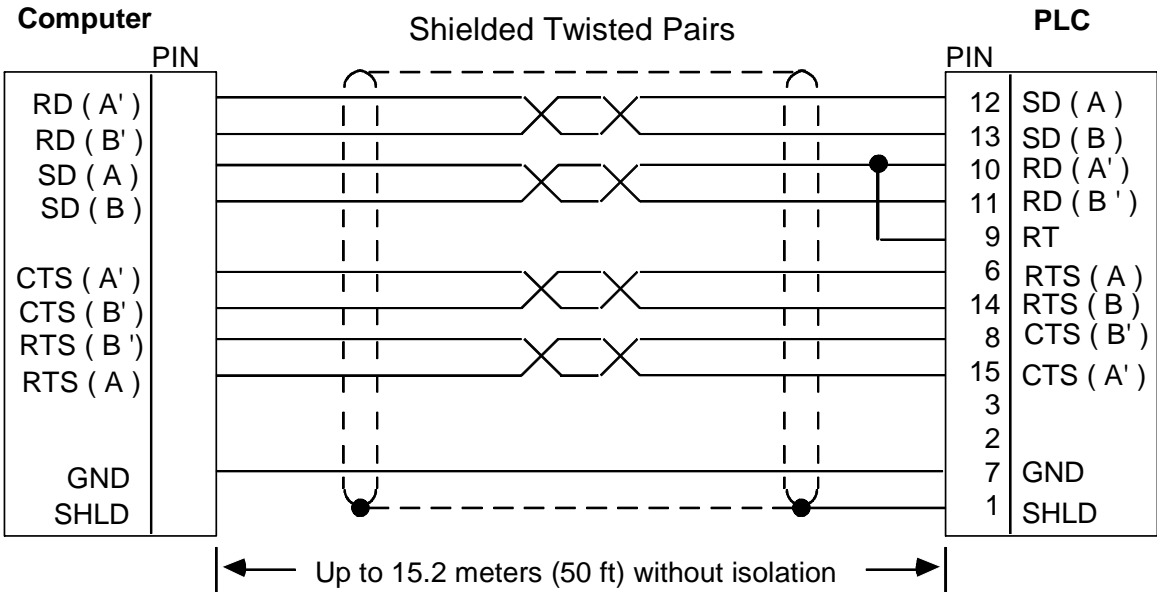 Computer
Shielded Twisted Pairs
PLC
PIN
PIN
RD ( A' )
RD ( B' )
SD ( A )
SD ( B )
CTS ( A' )
CTS ( B' )
RTS ( B ' )
RTS ( A )
GND
SHLD
12 SD ( A )
13 SD ( B )
10 RD ( A' )
11 RD ( B ' )
9 RT
6 RTS ( A )
14 RTS ( B )
8 CTS ( B' )
15 CTS ( A' )
3
2
7 GND
1 SHLD
Up to 15.2 meters (50 ft) without isolation